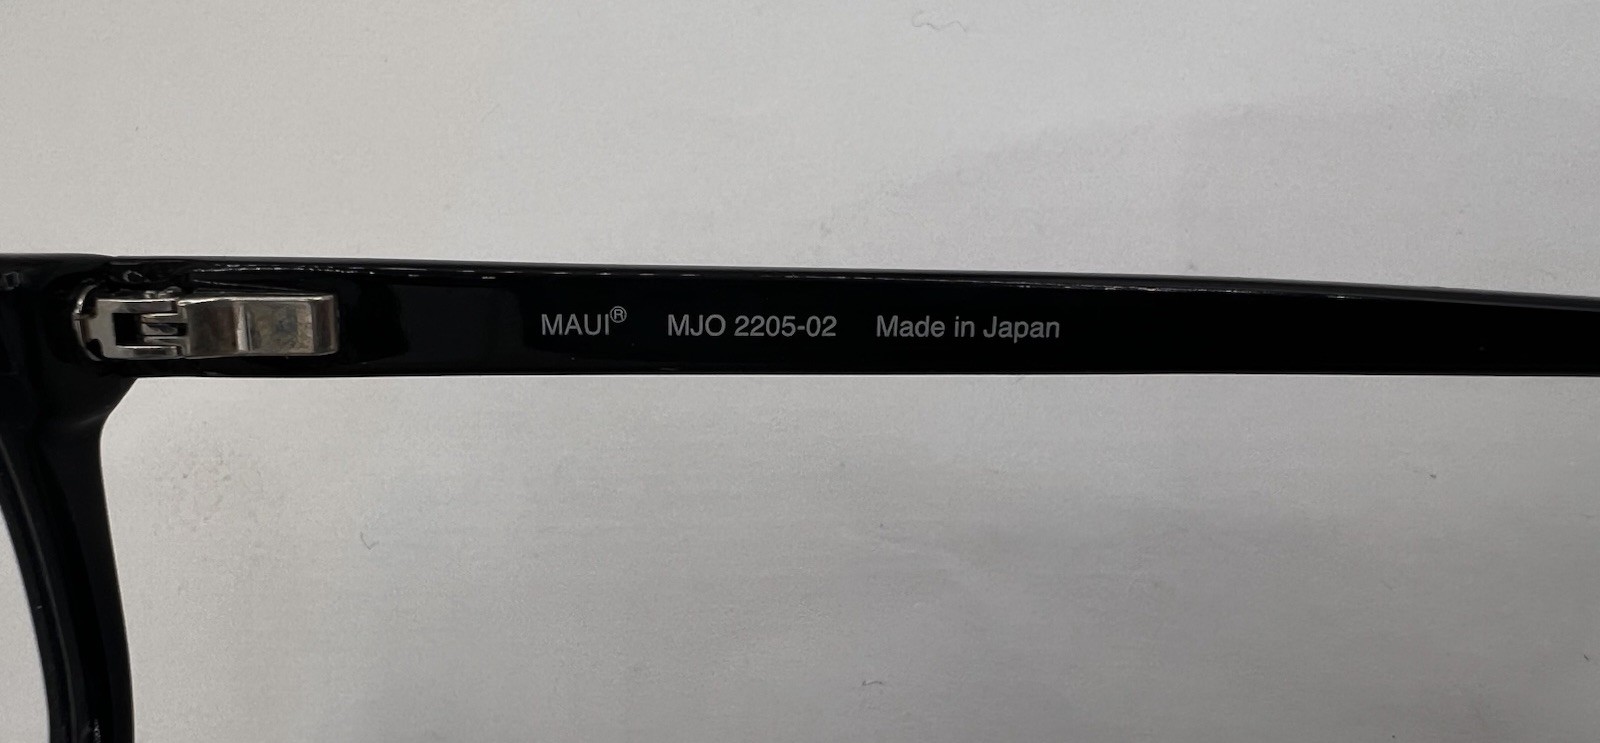 MAUI® MJO 2205-02 Made in Japan